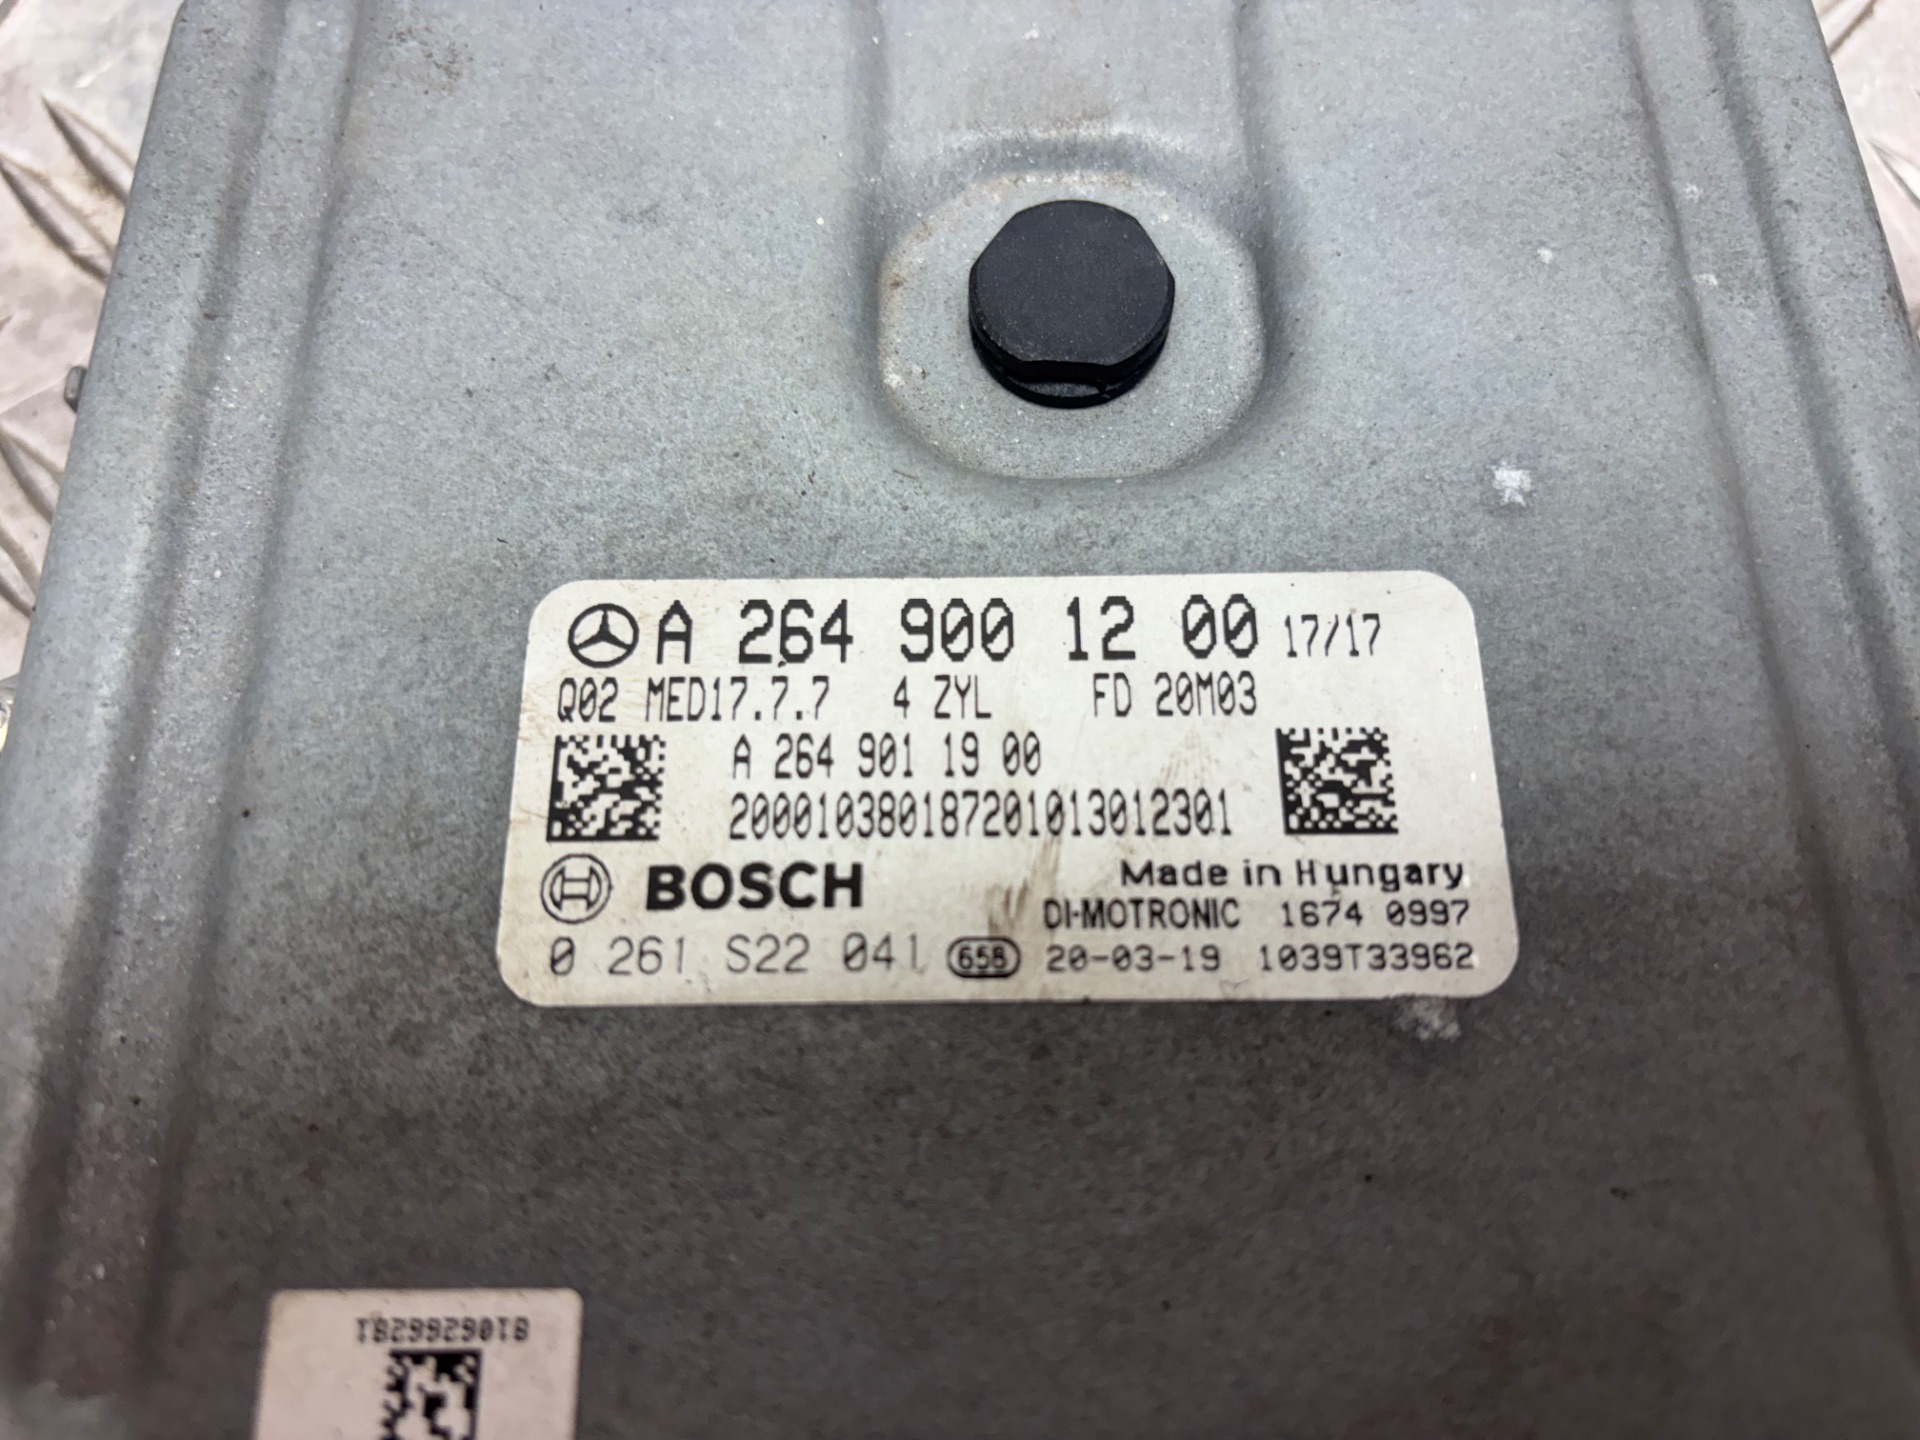 A 264 900 12 00 17/17
Q02 MED17.7.7 4 ZYL FD 20M03
A 264 901 19 00
200010380187201013012301
BOSCH Made in Hungary
DI-MOTRONIC 1674 0997
0 261 S22 041 658 20-03-19 1039T33962